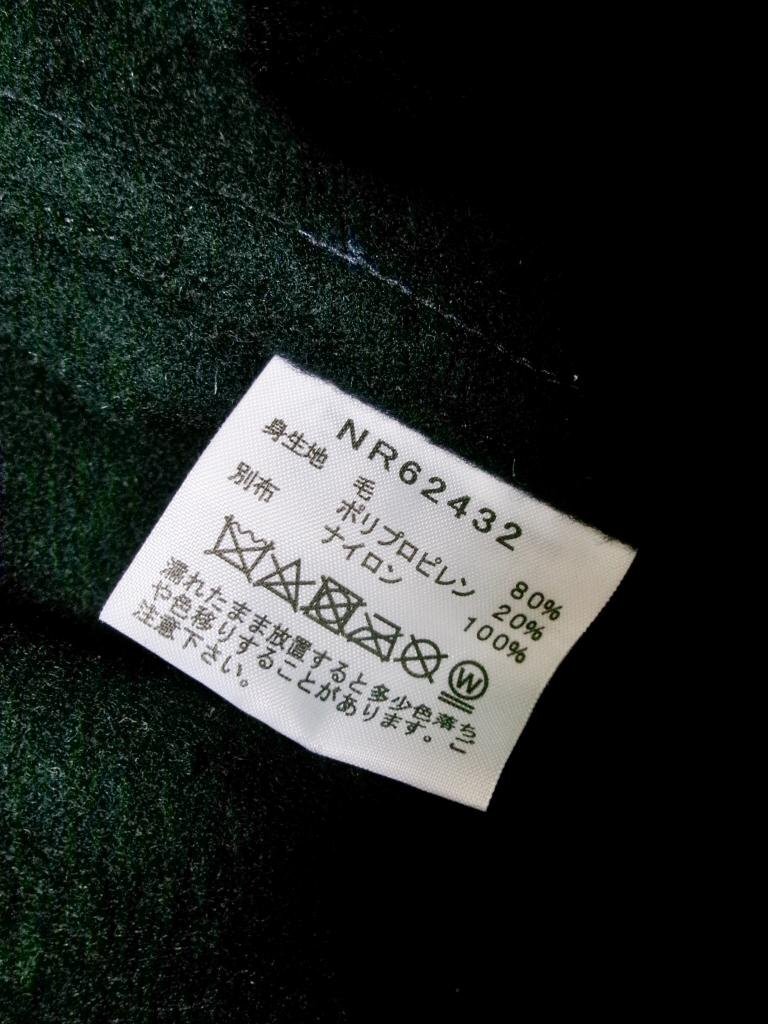 NR62432
身生地 毛 80%
ポリプロピレン 20%
別布 ナイロン 100%
W
濡れたまま放置すると多少色落ち
や色移りすることがあります。ご
注意下さい。